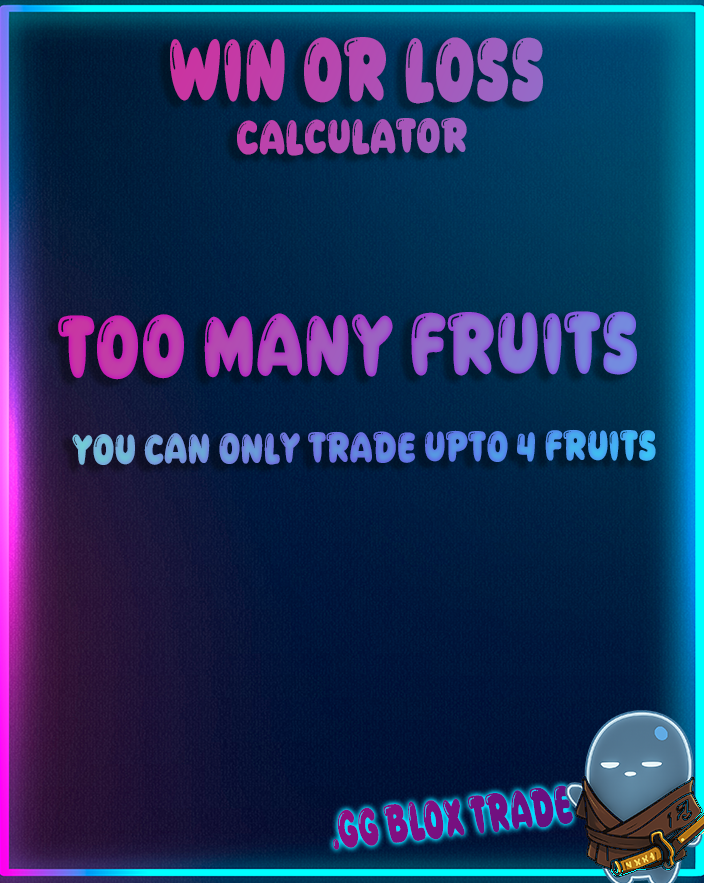 WIN OR LOSS
CALCULATOR
TOO MANY FRUITS
YOU CAN ONLY TRADE UPTO 4 FRUITS
.GG BLOX TRADE